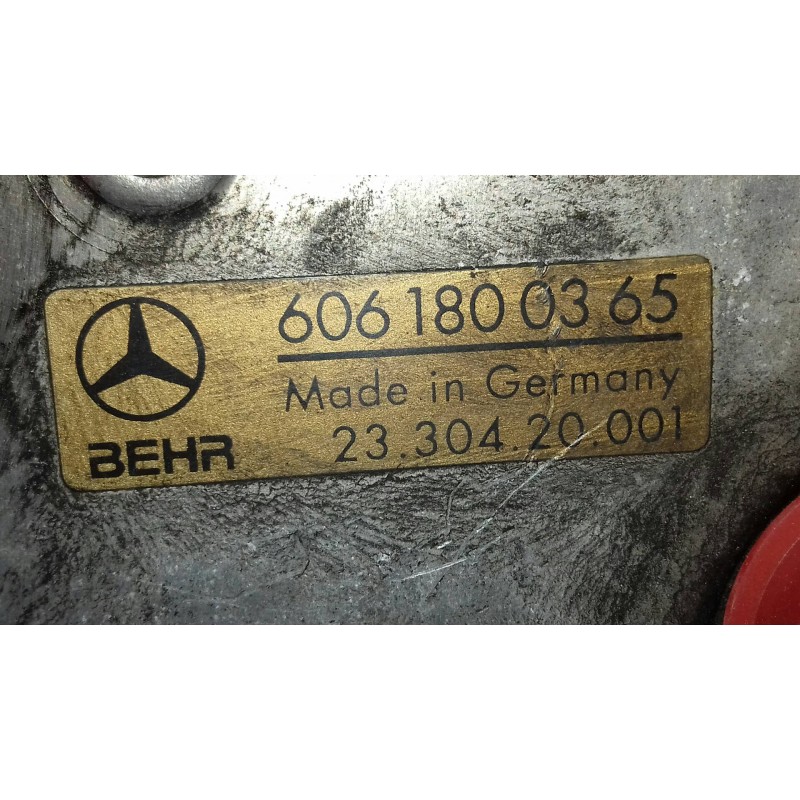 606 180 03 65
Made in Germany
BEHR
23.304.20.001